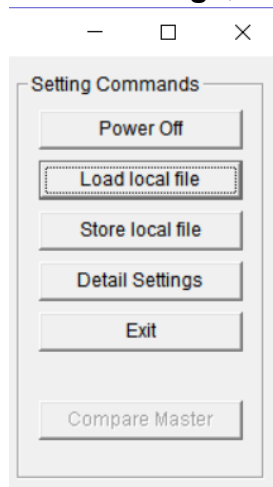 Setting Commands
Power Off
Load local file
Store local file
Detail Settings
Exit
Compare Master